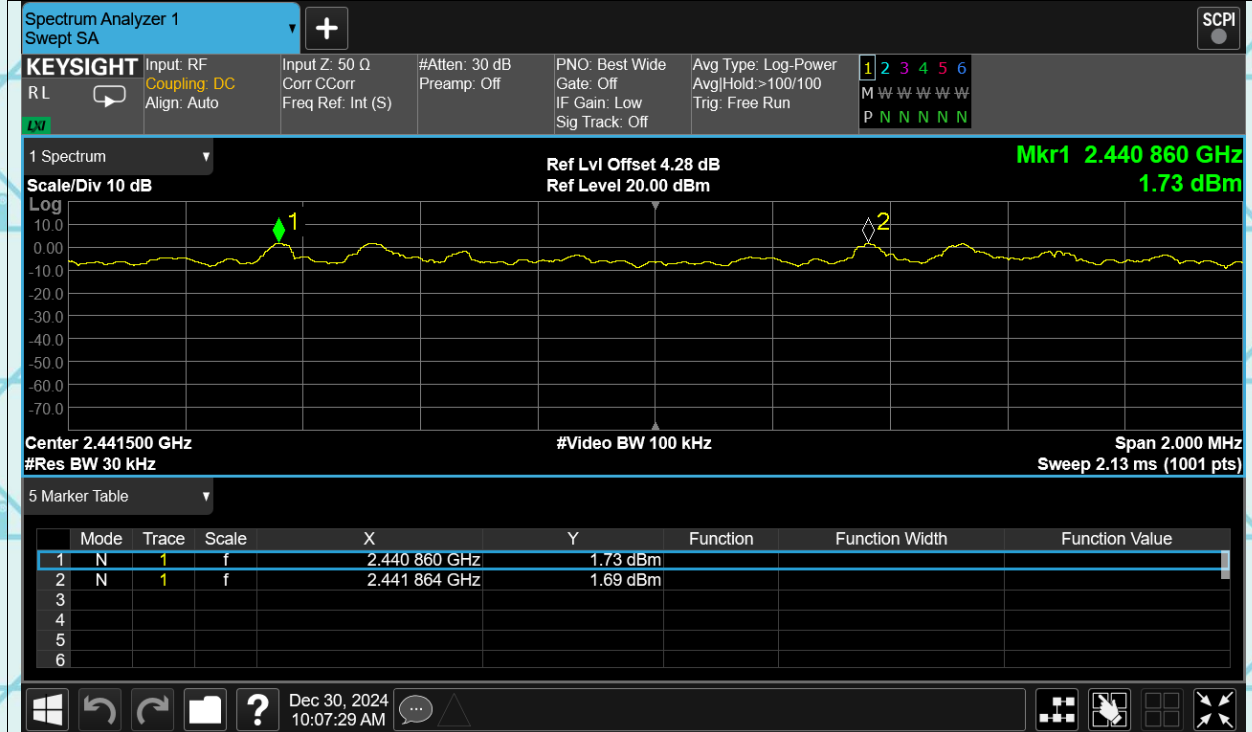 Spectrum Analyzer 1
Swept SA
SCPI
KEYSIGHT
R L
LXI
Input: RF
Coupling: DC
Align: Auto
Input Z: 50 Ω
Corr CCorr
Freq Ref: Int (S)
#Atten: 30 dB
Preamp: Off
PNO: Best Wide
Gate: Off
IF Gain: Low
Sig Track: Off
Avg Type: Log-Power
Avg|Hold:>100/100
Trig: Free Run
1 2 3 4 5 6
M W W W W W
P N N N N N
1 Spectrum
Scale/Div 10 dB
Ref Lvl Offset 4.28 dB
Ref Level 20.00 dBm
Mkr1 2.440 860 GHz
1.73 dBm
Log
10.0
0.00
-10.0
-20.0
-30.0
-40.0
-50.0
-60.0
-70.0
1
2
Center 2.441500 GHz
#Video BW 100 kHz
Span 2.000 MHz
#Res BW 30 kHz
Sweep 2.13 ms (1001 pts)
5 Marker Table
Mode Trace Scale X Y Function Function Width Function Value
1 N 1 f 2.440 860 GHz 1.73 dBm
2 N 1 f 2.441 864 GHz 1.69 dBm
3
4
5
6
?
Dec 30, 2024
10:07:29 AM